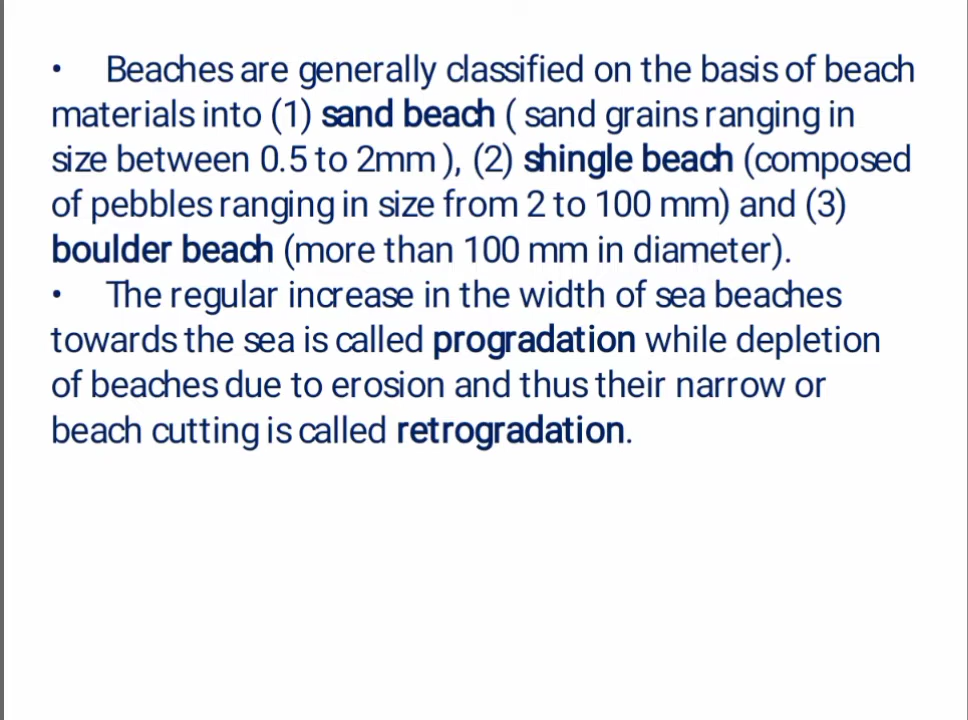 • Beaches are generally classified on the basis of beach
materials into (1) sand beach ( sand grains ranging in
size between 0.5 to 2mm ), (2) shingle beach (composed
of pebbles ranging in size from 2 to 100 mm) and (3)
boulder beach (more than 100 mm in diameter).
• The regular increase in the width of sea beaches
towards the sea is called progradation while depletion
of beaches due to erosion and thus their narrow or
beach cutting is called retrogradation.